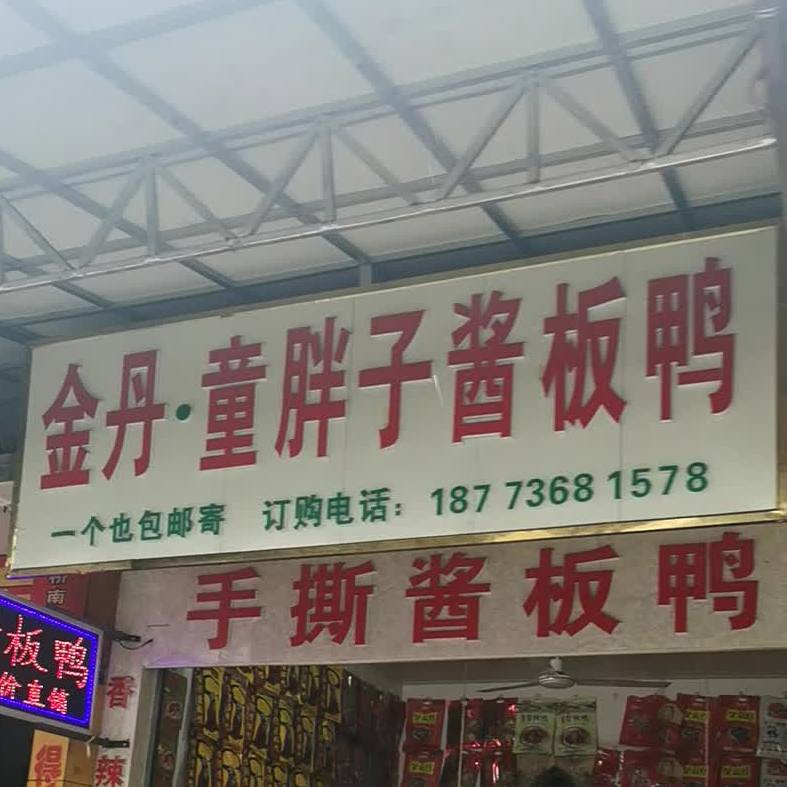 金丹·童胖子酱板鸭
一个也包邮寄 订购电话：187 7368 1578
手撕酱板鸭
板鸭
价直销
香
辣
得